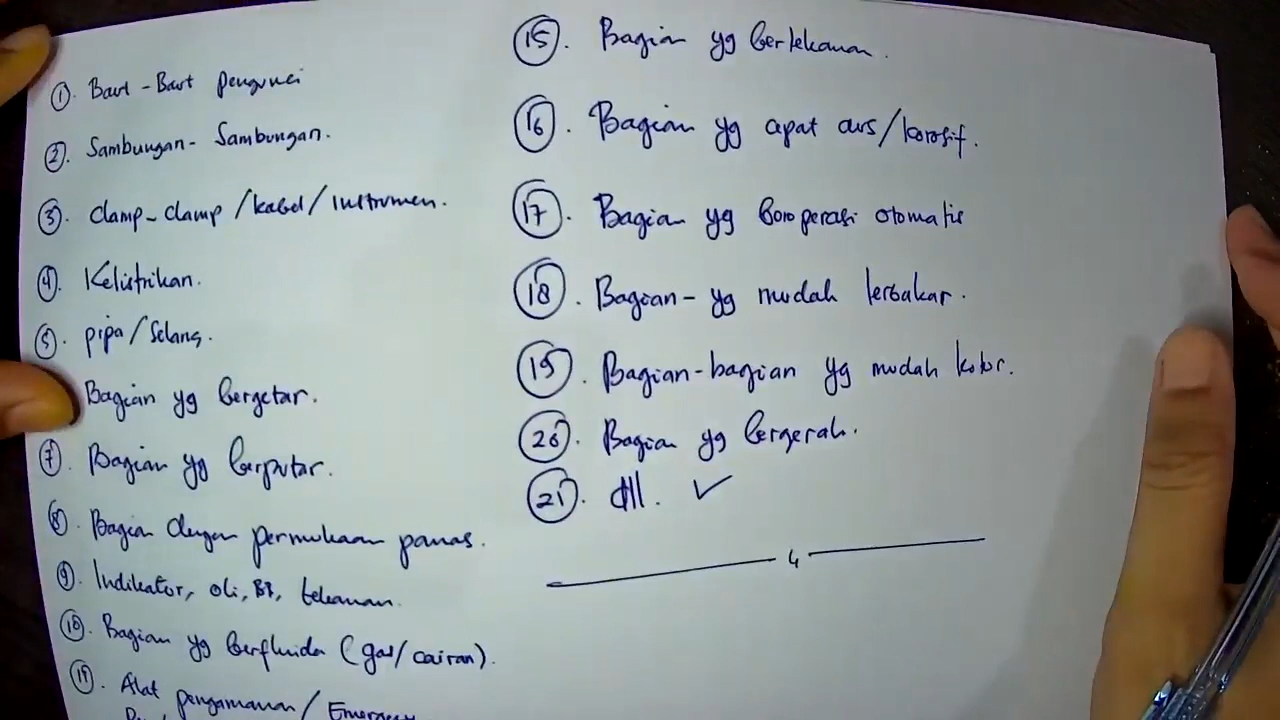 ① Baut - Baut pengunci
② Sambungan - Sambungan.
③ Clamp - clamp /kabel/instrumen.
④ Kelistrikan.
⑤ pipa/Selang.
Bagian yg bergetar.
⑦ Bagian yg berputar.
⑧ Bagian dengan permukaan panas.
⑨ Indikator, oli, BB, tekanan.
⑩ Bagian yg berfluida (gas/cairan).
⑪ Alat pengamanan/Emergency
⑮. Bagian yg bertekanan.
⑯. Bagian yg apat aus/korosif.
⑰. Bagian yg beroperasi otomatis
⑱. Bagian - yg mudah terbakar.
⑲. Bagian-bagian yg mudah kotor.
⑳. Bagian yg bergerak.
㉑. dll. ✓